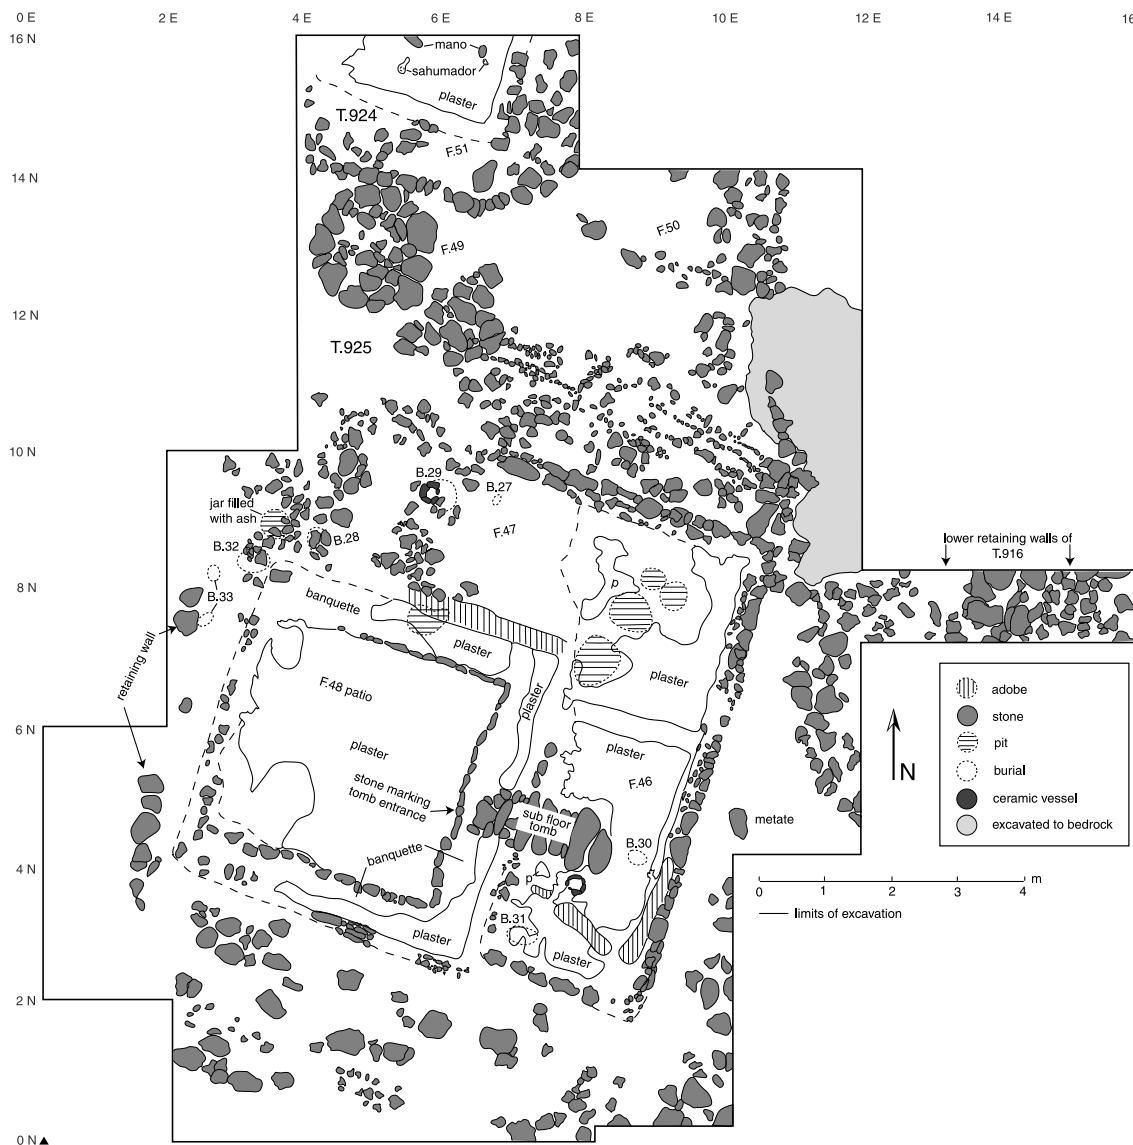 0 E
2 E
4 E
6 E
8 E
10 E
12 E
14 E
16
16 N
mano
sahumador
plaster
T.924
F.51
14 N
F.50
F.49
12 N
T.925
10 N
B.29
B.27
jar filled
with ash
F.47
B.28
B.32
lower retaining walls of
T.916
8 N
p
B.33
banquette
retaining wall
plaster
plaster
F.48 patio
plaster
adobe
stone
pit
burial
ceramic vessel
excavated to bedrock
N
6 N
plaster
plaster
F.46
stone marking
tomb entrance
sub floor
tomb
metate
B.30
banquette
4 N
p
0
1
2
3
4
m
limits of excavation
B.31
plaster
plaster
2 N
0 N